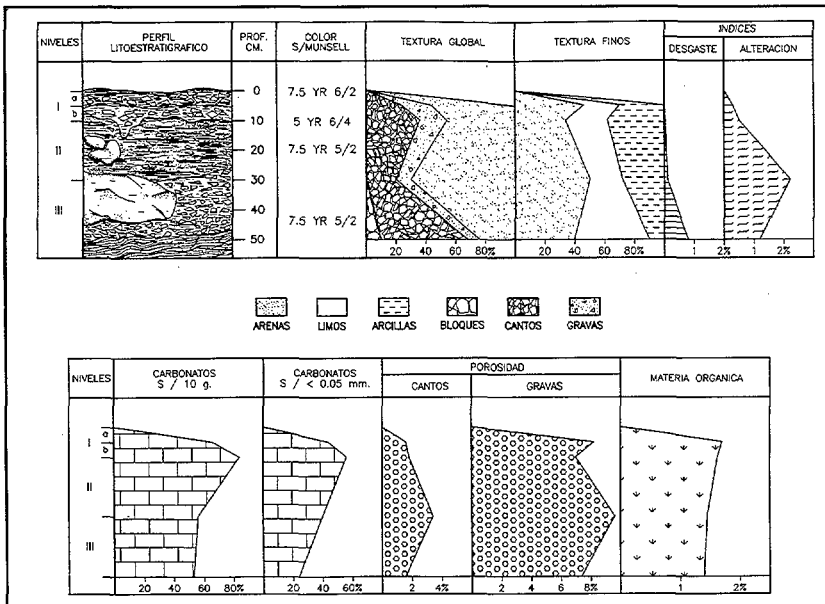 NIVELES
PERFIL
LITOESTRATIGRAFICO
PROF.
CM.
COLOR
S/MUNSELL
TEXTURA GLOBAL
TEXTURA FINOS
INDICES
DESGASTE
ALTERACION
I
a
b
II
III
0
10
20
30
40
50
7.5 YR 6/2
5 YR 6/4
7.5 YR 5/2
7.5 YR 5/2
20 40 60 80%
20 40 60 80%
1 2%
1 2%
ARENAS
LIMOS
ARCILLAS
BLOQUES
CANTOS
GRAVAS
NIVELES
CARBONATOS
S / 10 g.
CARBONATOS
S / < 0.05 mm.
POROSIDAD
CANTOS
GRAVAS
MATERIA ORGANICA
I
a
b
II
III
20 40 60 80%
20 40 60%
2 4%
2 4 6 8%
1 2%